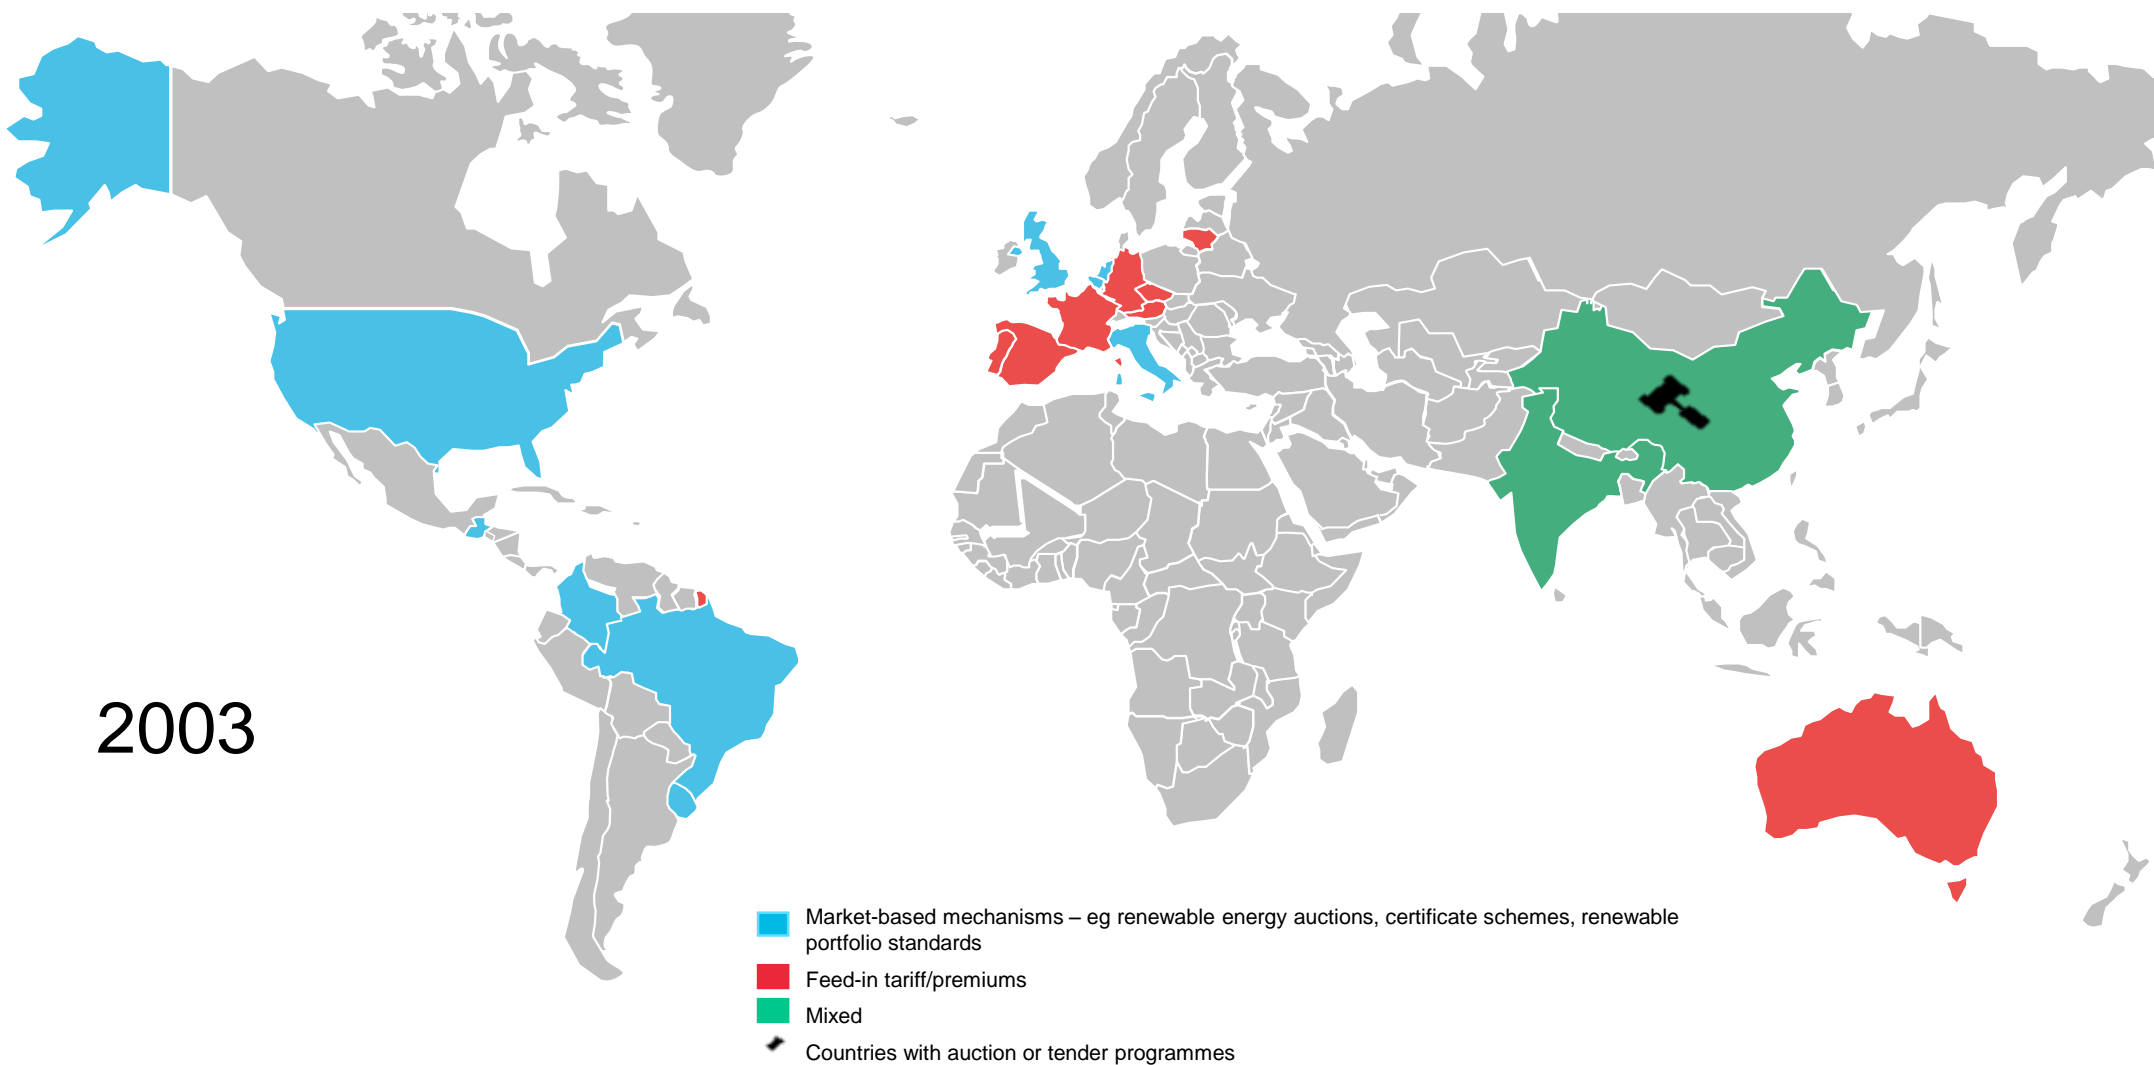 2003
Market-based mechanisms – eg renewable energy auctions, certificate schemes, renewable
portfolio standards
Feed-in tariff/premiums
Mixed
Countries with auction or tender programmes